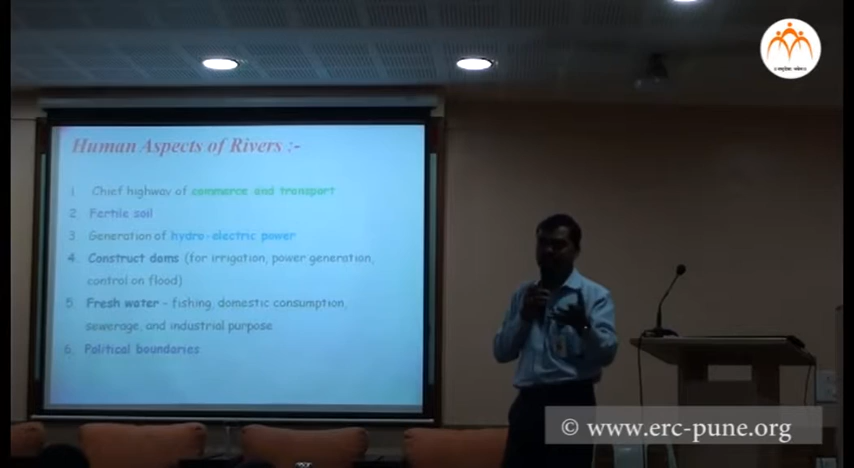 Human Aspects of Rivers :-
1. Chief highway of commerce and transport
2. Fertile soil
3. Generation of hydro-electric power
4. Construct dams (for irrigation, power generation,
control on flood)
5. Fresh water – fishing, domestic consumption,
sewerage, and industrial purpose
6. Political boundaries
© www.erc-pune.org